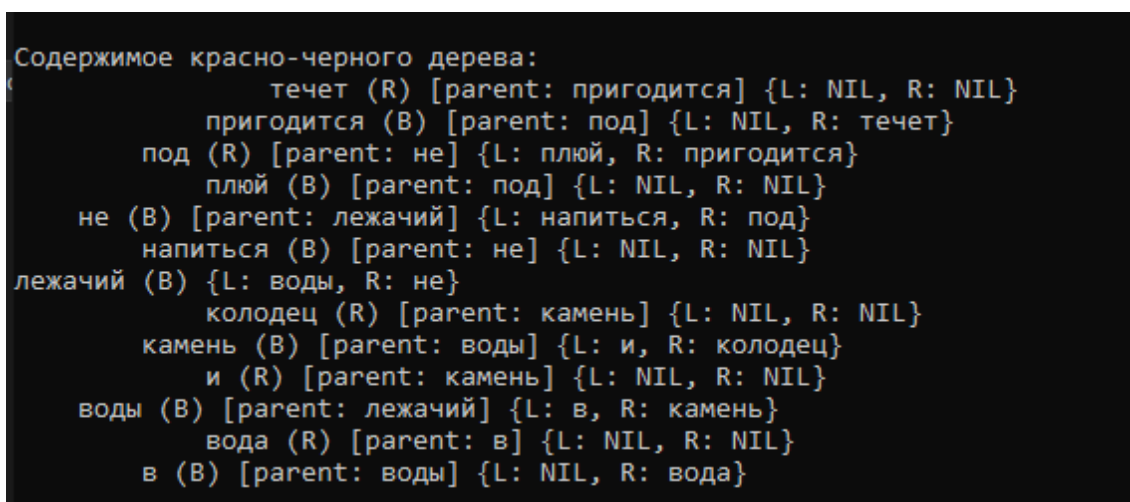 Содержимое красно-черного дерева:
                течет (R) [parent: пригодится] {L: NIL, R: NIL}
            пригодится (B) [parent: под] {L: NIL, R: течет}
        под (R) [parent: не] {L: плюй, R: пригодится}
            плюй (B) [parent: под] {L: NIL, R: NIL}
    не (B) [parent: лежачий] {L: напиться, R: под}
        напиться (B) [parent: не] {L: NIL, R: NIL}
лежачий (B) {L: воды, R: не}
            колодец (R) [parent: камень] {L: NIL, R: NIL}
        камень (B) [parent: воды] {L: и, R: колодец}
            и (R) [parent: камень] {L: NIL, R: NIL}
    воды (B) [parent: лежачий] {L: в, R: камень}
            вода (R) [parent: в] {L: NIL, R: NIL}
        в (B) [parent: воды] {L: NIL, R: вода}